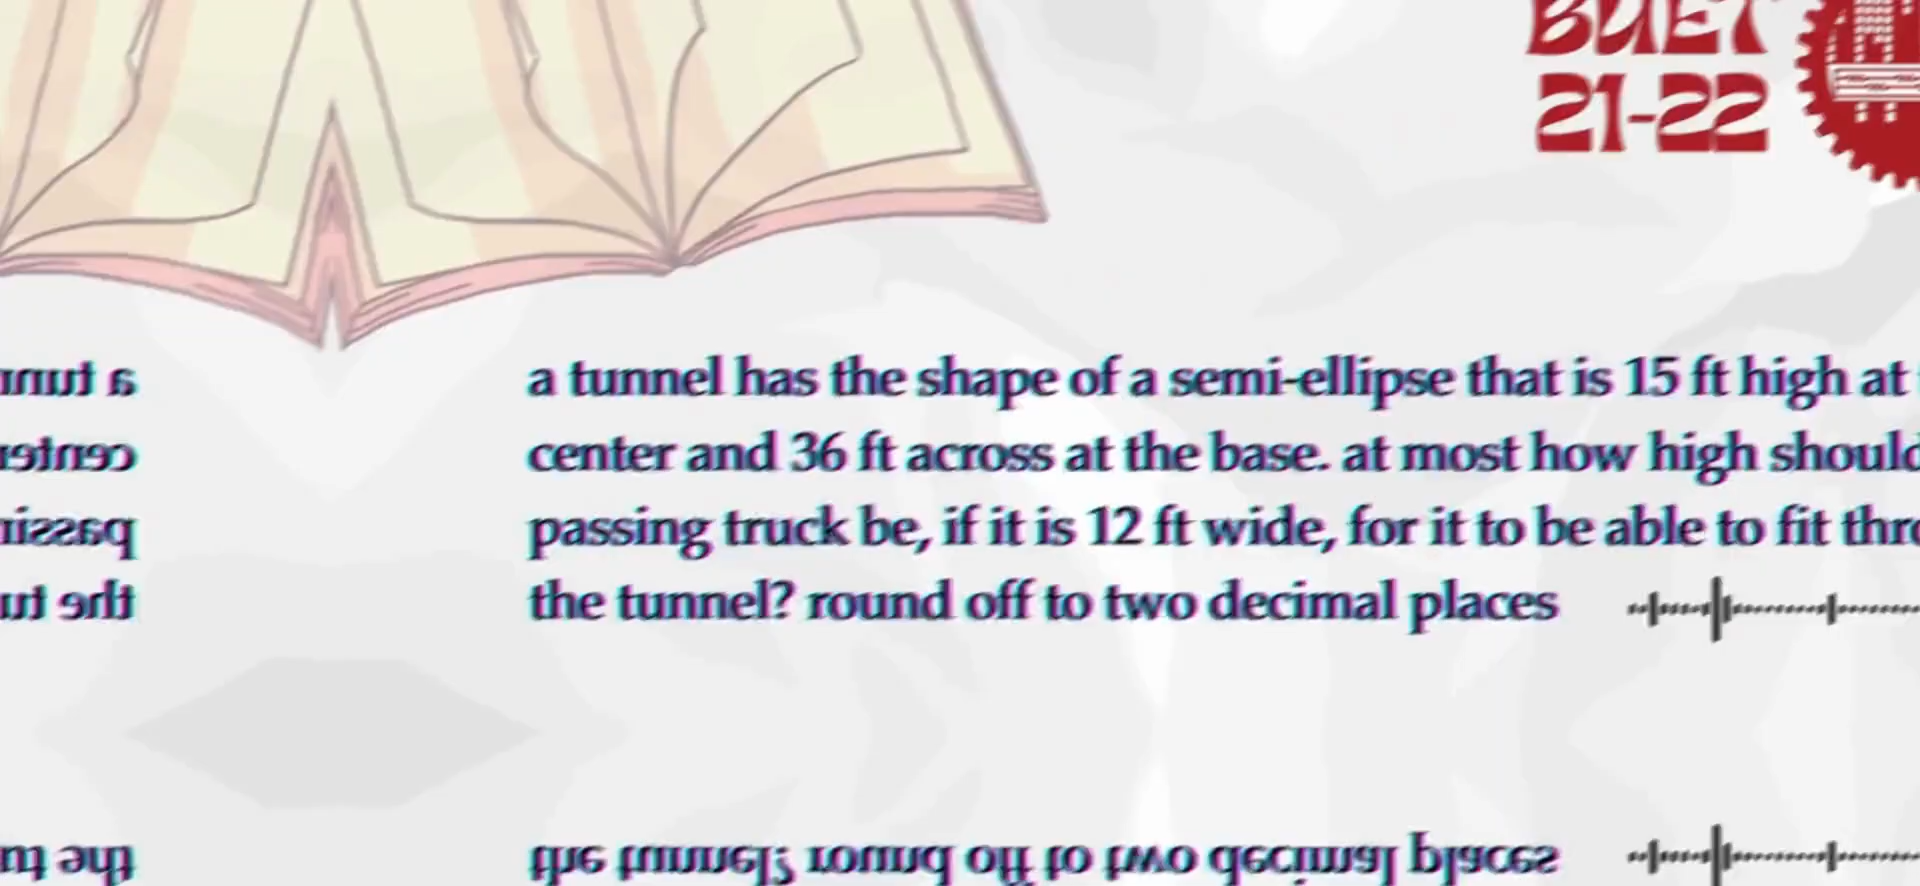 BUET
21-22
a tunnel has the shape of a semi-ellipse that is 15 ft high at
center and 36 ft across at the base. at most how high should
passing truck be, if it is 12 ft wide, for it to be able to fit
the tunnel? round off to two decimal places